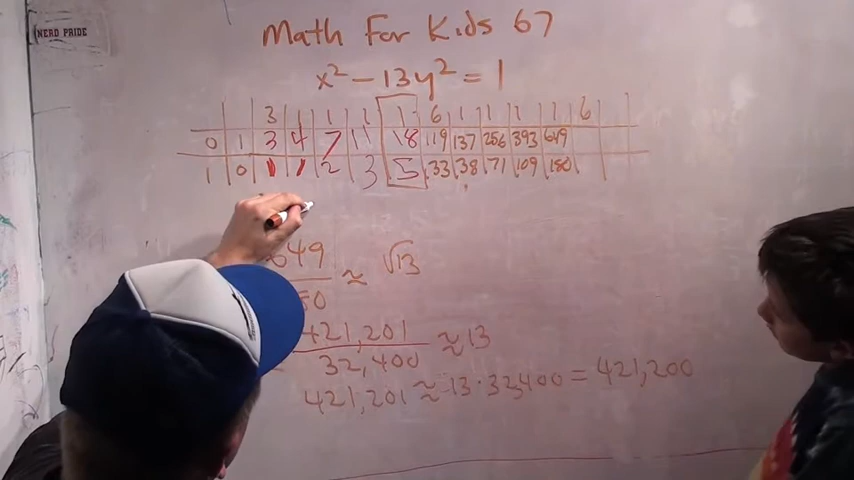 NERD PRIDE
Math For Kids 67
x² - 13y² = 1
3 1 1 1 1 6 1 1 1 1 6
0 1 3 4 7 11 18 119 137 256 393 649
1 0 1 1 2 3 5 33 38 71 109 180
649 ≈ √13
421,201 ≈ 13
32,400
421,201 ≈ 13·32,400 = 421,200